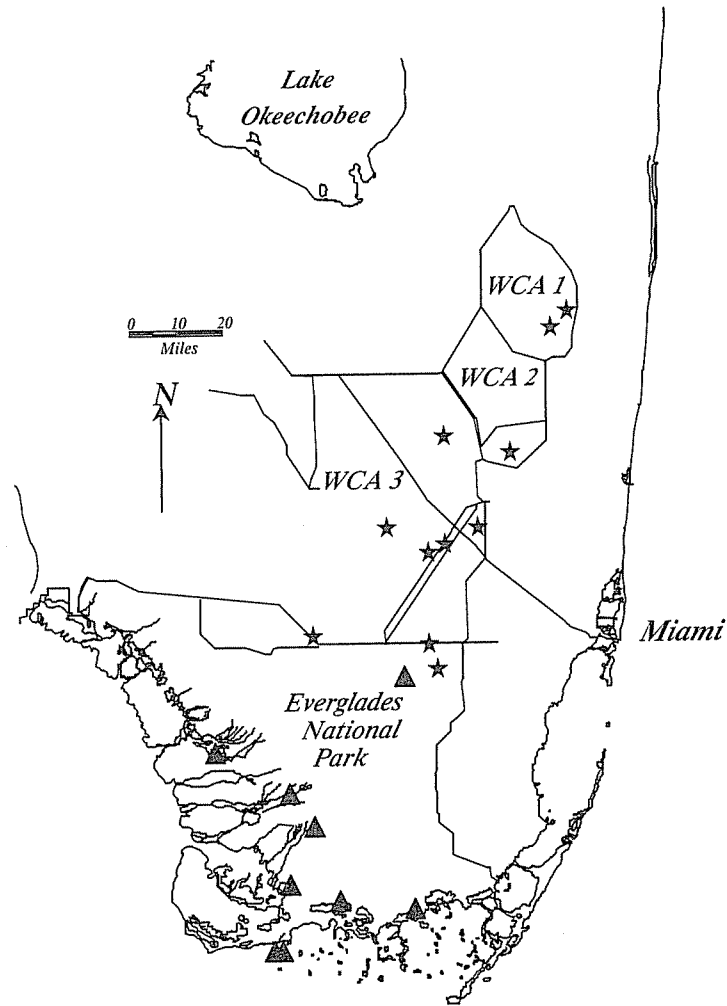 Lake
Okeechobee
WCA 1
0 10 20
Miles
WCA 2
N
WCA 3
Miami
Everglades
National
Park